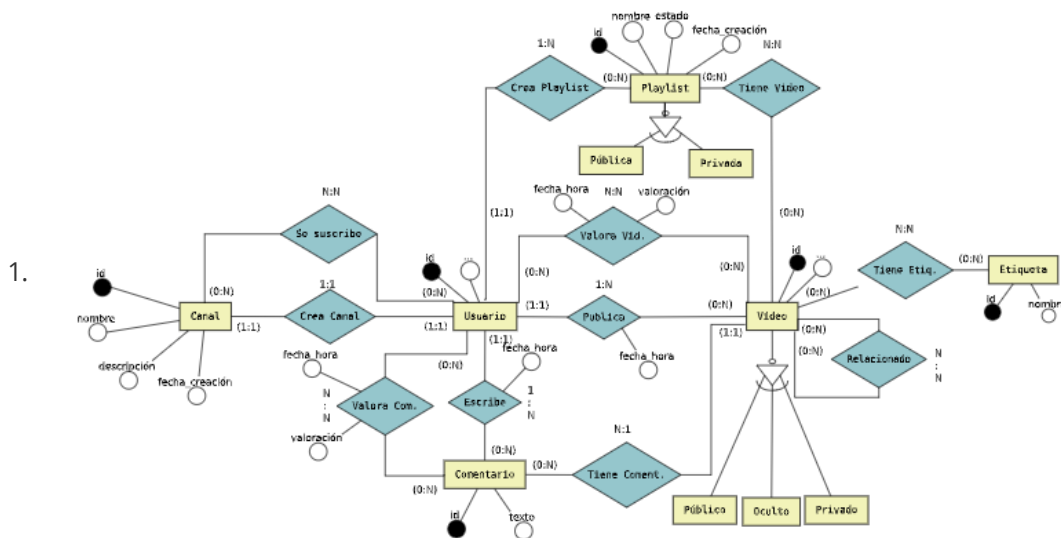 1.
nombre estado
id
fecha_creación
1:N
N:N
Crea Playlist
(0:N)
Playlist
(0:N)
Tiene Video
Pública
Privada
fecha_hora
N:N
valoración
(1:1)
(0:N)
N:N
Se suscribe
Valora Vid.
N:N
id
...
id
...
(0:N)
Etiqueta
Tiene Etiq.
id
(0:N)
(0:N)
(0:N)
(0:N)
(0:N)
id
nombr
1:1
1:N
nombre
Canal
(1:1)
Crea Canal
(1:1)
Usuario
(1:1)
Publica
(0:N)
Video
(0:N)
(1:1)
(1:1)
(0:N)
descripción
fecha_creación
fecha_hora
(0:N)
fecha_hora
fecha_hora
Relacionado
N
:
N
N
:
N
Valora Com.
Escribe
1
:
N
valoración
N:1
(0:N)
(0:N)
Comentario
(0:N)
Tiene Coment.
id
texto
Público
Oculto
Privado